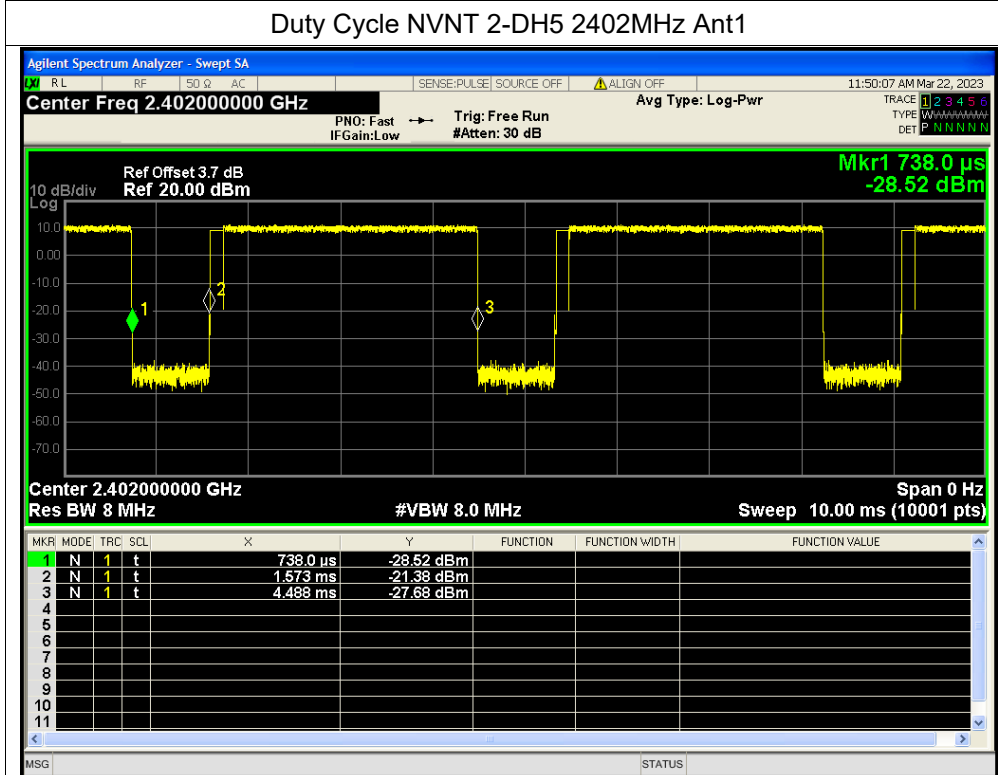 Duty Cycle NVNT 2-DH5 2402MHz Ant1
Agilent Spectrum Analyzer - Swept SA
LXI RL RF 50 Ω AC SENSE:PULSE SOURCE OFF ALIGN OFF 11:50:07 AM Mar 22, 2023
Center Freq 2.402000000 GHz Avg Type: Log-Pwr TRACE 1 2 3 4 5 6
PNO: Fast Trig: Free Run TYPE WWWWWW
IFGain:Low #Atten: 30 dB DET P N N N N N
Mkr1 738.0 µs
-28.52 dBm
Ref Offset 3.7 dB
10 dB/div Ref 20.00 dBm
Log
10.0
0.00
-10.0
-20.0
-30.0
-40.0
-50.0
-60.0
-70.0
1
2
3
Center 2.402000000 GHz Span 0 Hz
Res BW 8 MHz #VBW 8.0 MHz Sweep 10.00 ms (10001 pts)
MKR MODE TRC SCL X Y FUNCTION FUNCTION WIDTH FUNCTION VALUE
1 N 1 t 738.0 µs -28.52 dBm
2 N 1 t 1.573 ms -21.38 dBm
3 N 1 t 4.488 ms -27.68 dBm
4
5
6
7
8
9
10
11
MSG STATUS